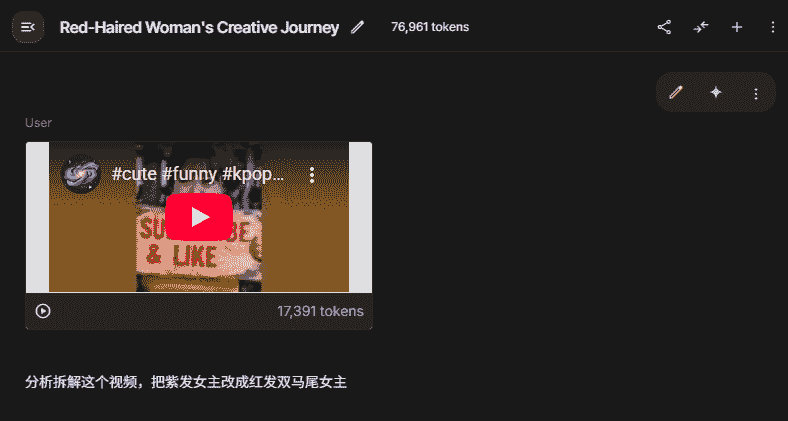 Red-Haired Woman's Creative Journey
76,961 tokens
User
#cute #funny #kpop...
& LIKE
17,391 tokens
分析拆解这个视频，把紫发女主改成红发双马尾女主